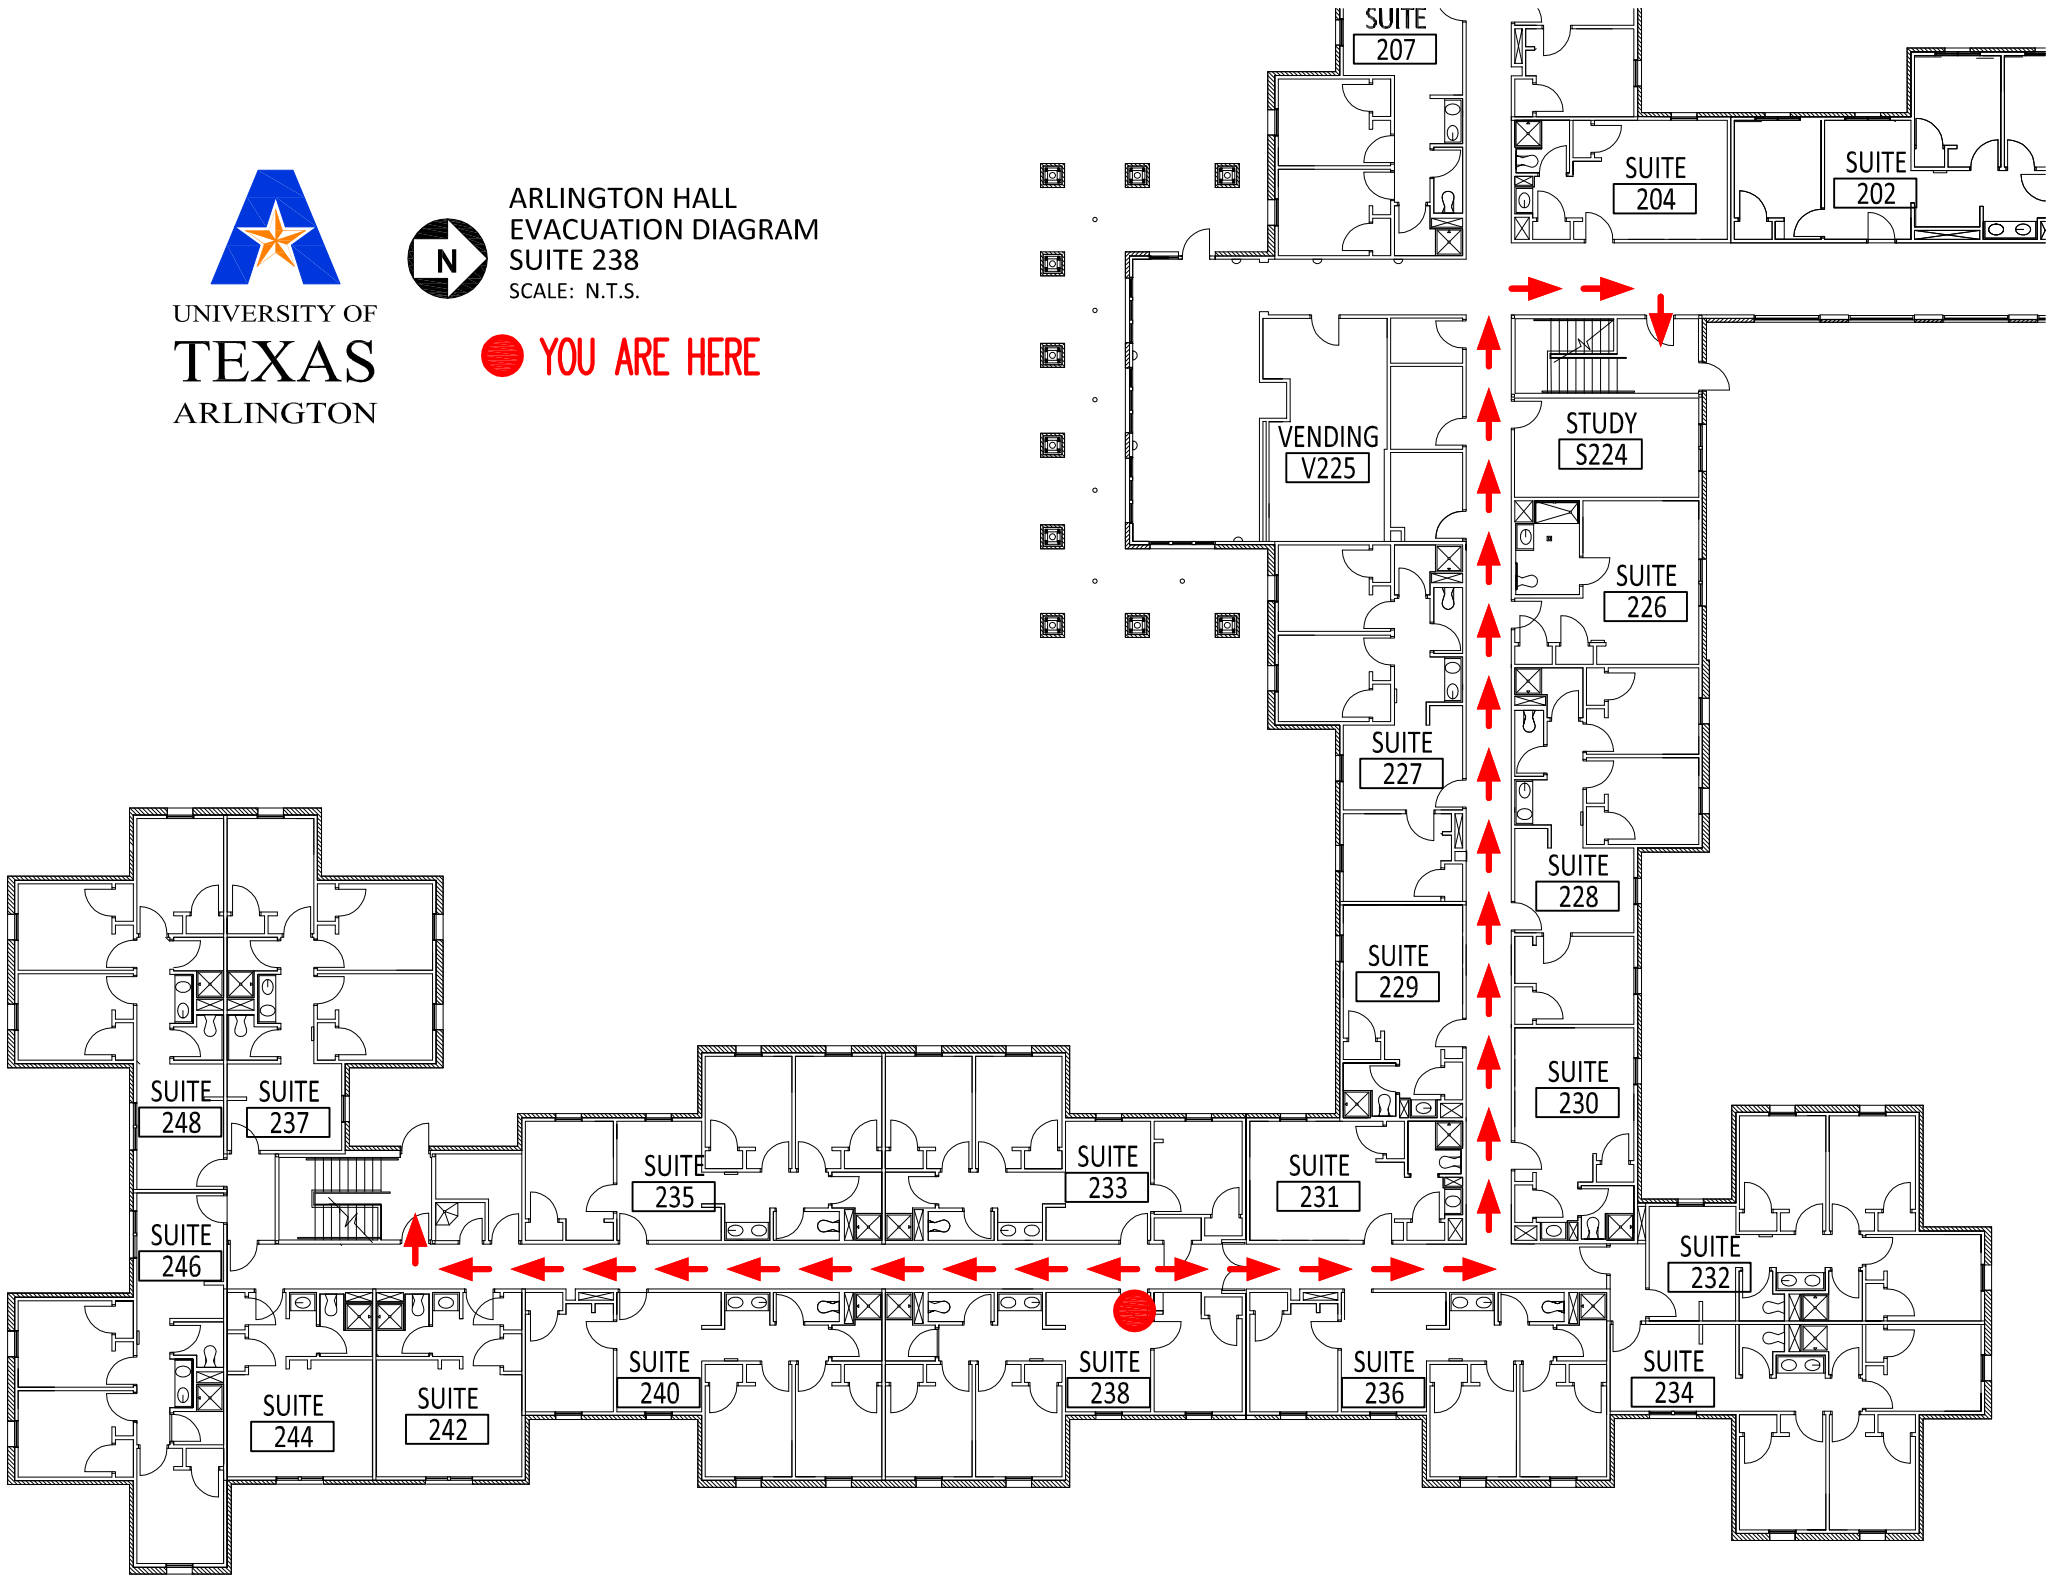 SUITE
207
SUITE
204
SUITE
202
ARLINGTON HALL
EVACUATION DIAGRAM
SUITE 238
SCALE: N.T.S.
N
UNIVERSITY OF
TEXAS
ARLINGTON
YOU ARE HERE
VENDING
V225
STUDY
S224
SUITE
226
SUITE
227
SUITE
228
SUITE
229
SUITE
230
SUITE
248
SUITE
237
SUITE
235
SUITE
233
SUITE
231
SUITE
246
SUITE
232
SUITE
244
SUITE
242
SUITE
240
SUITE
238
SUITE
236
SUITE
234